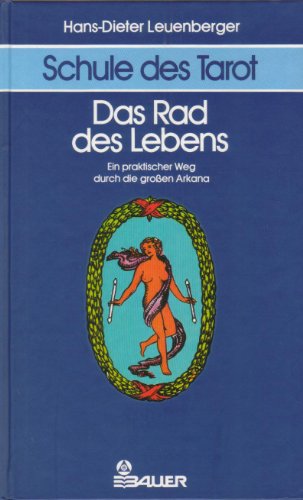 Hans-Dieter Leuenberger
Schule des Tarot
Das Rad
des Lebens
Ein praktischer Weg
durch die großen Arkana
BAUER